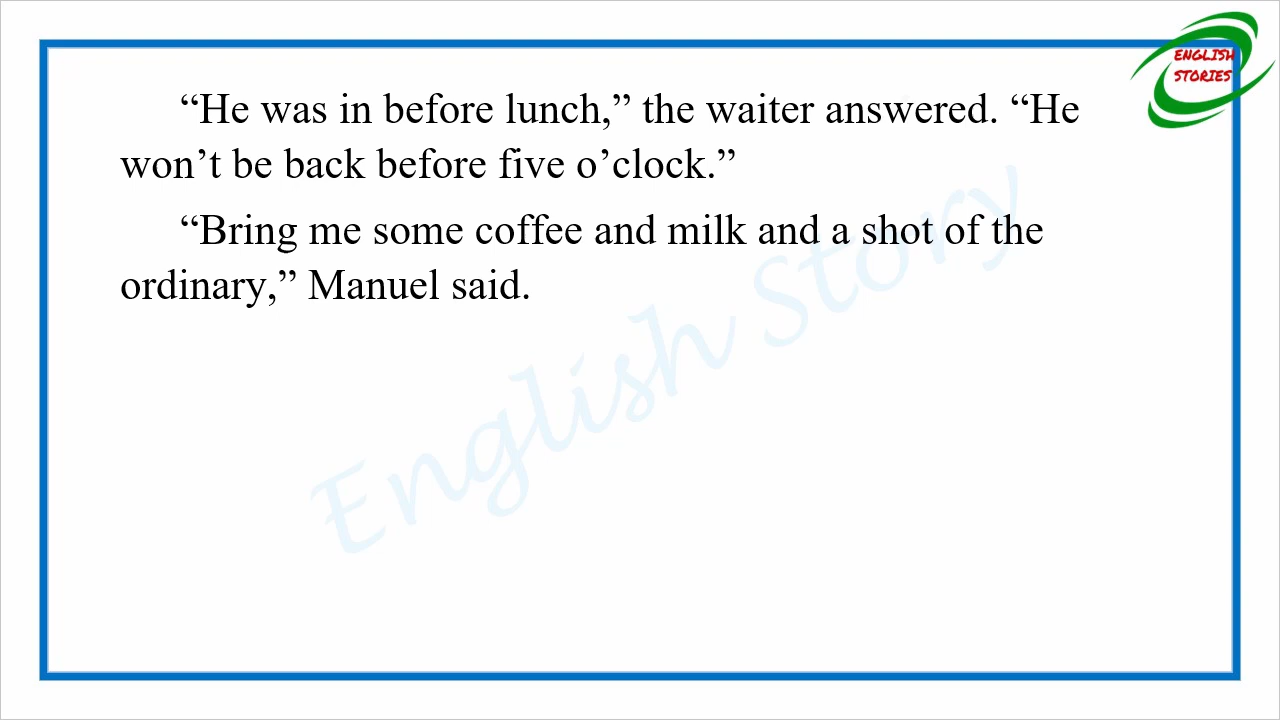 ENGLISH
STORIES
“He was in before lunch,” the waiter answered. “He
won’t be back before five o’clock.”
“Bring me some coffee and milk and a shot of the
ordinary,” Manuel said.
English Story